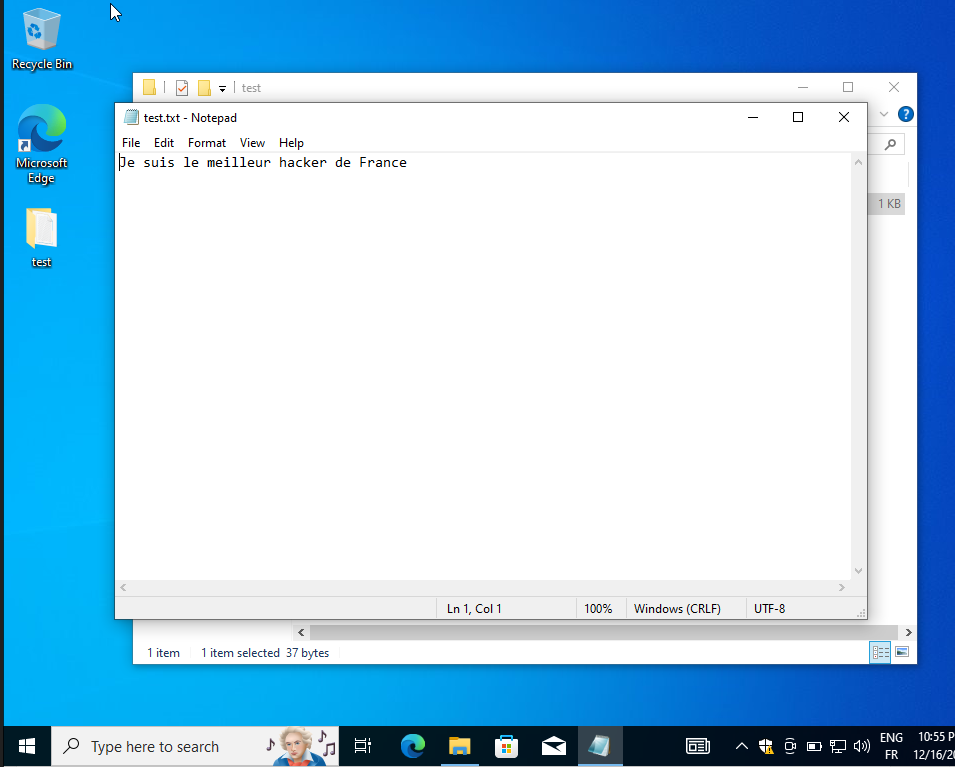 Recycle Bin
Microsoft
Edge
test
test
test.txt - Notepad
File Edit Format View Help
Je suis le meilleur hacker de France
1 KB
Ln 1, Col 1 100% Windows (CRLF) UTF-8
1 item 1 item selected 37 bytes
Type here to search
ENG
FR
10:55 P
12/16/20